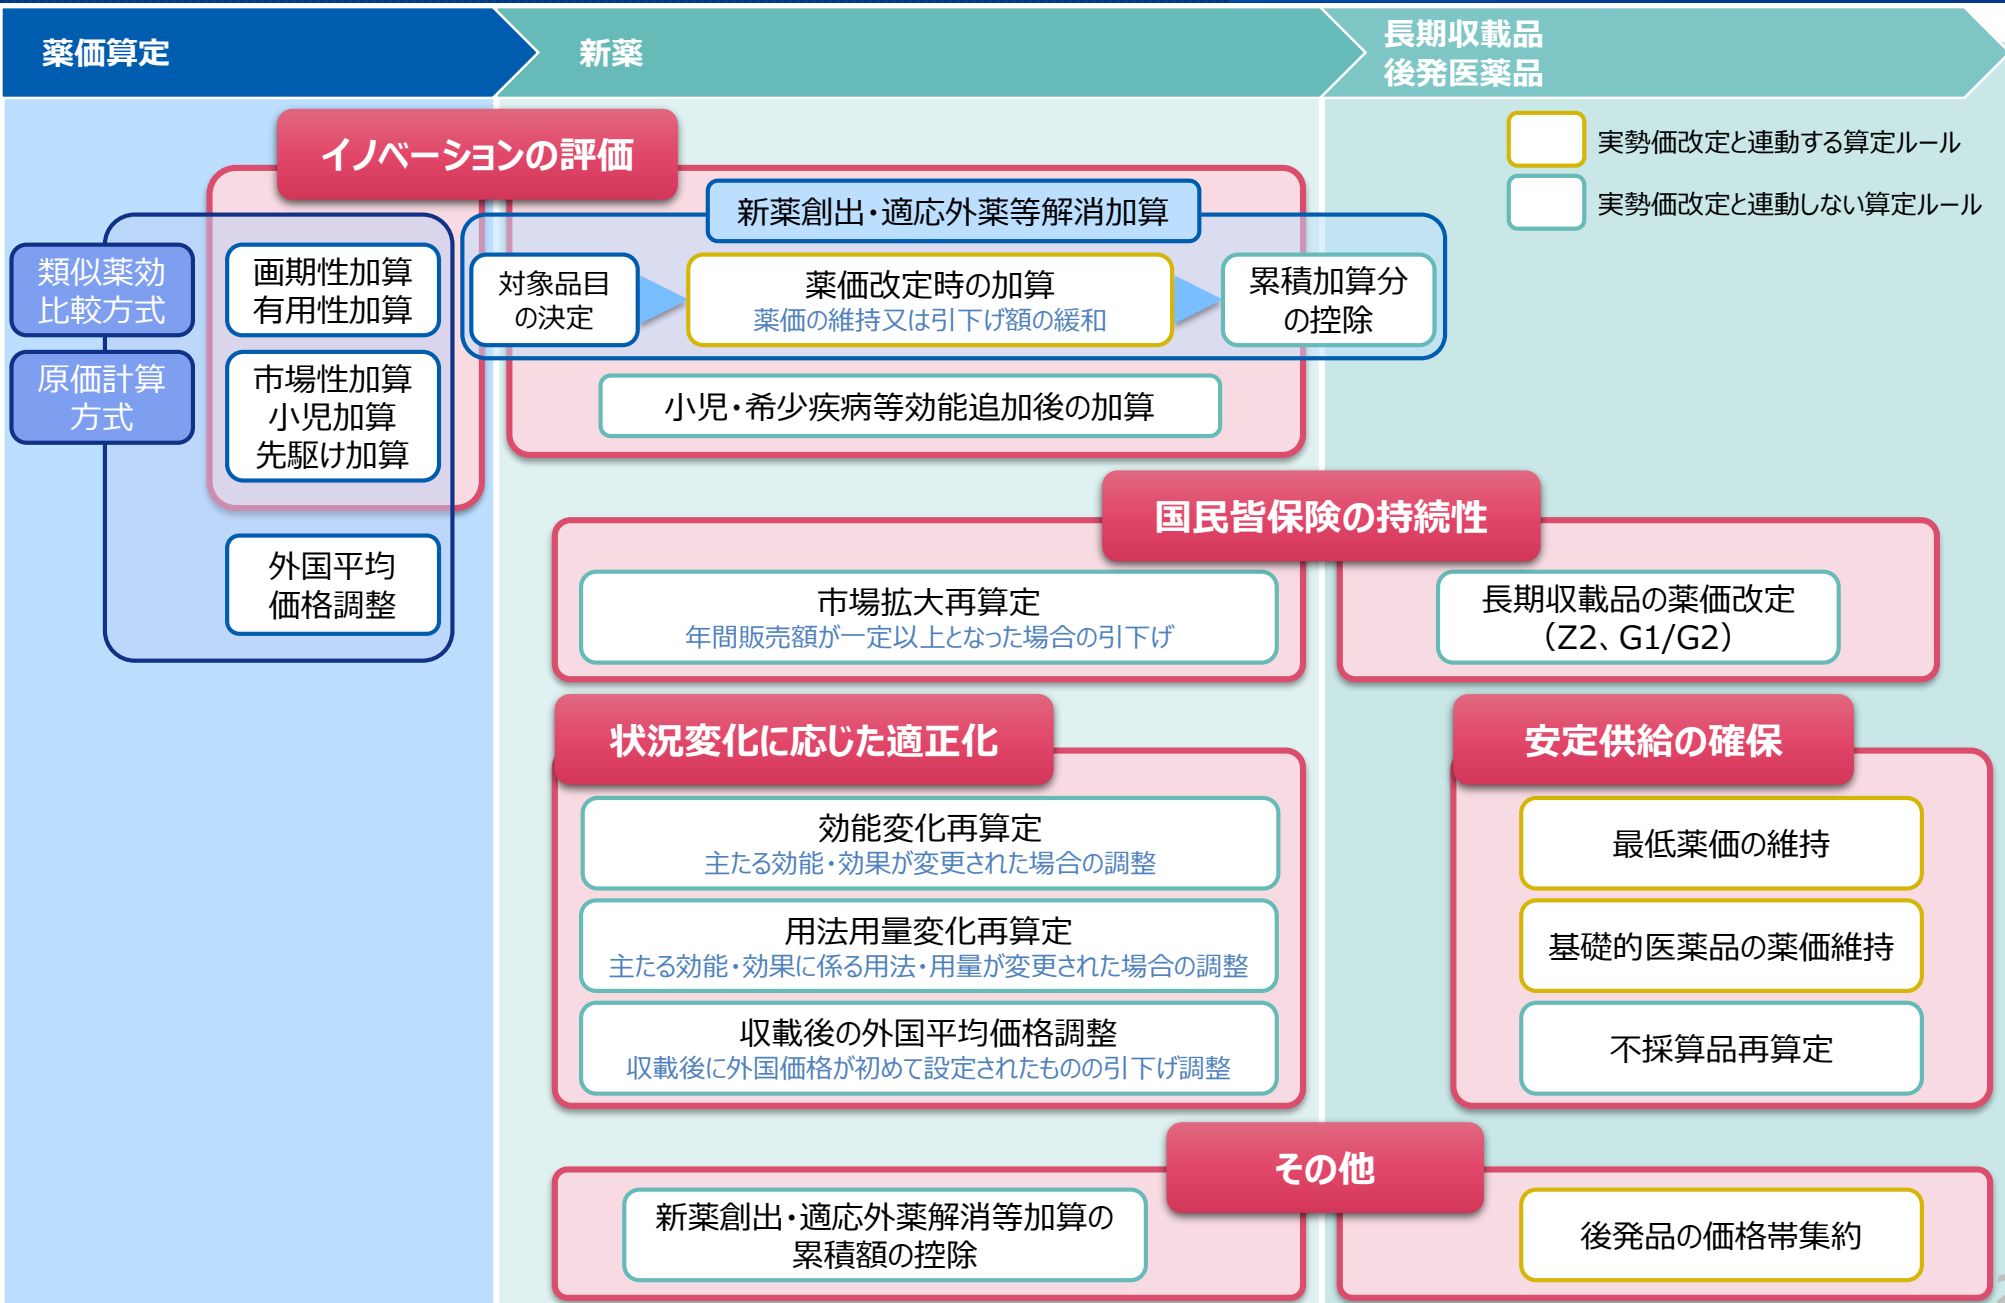 薬価算定
新薬
長期収載品
後発医薬品
実勢価改定と連動する算定ルール
実勢価改定と連動しない算定ルール
イノベーションの評価
類似薬効
比較方式
原価計算
方式
画期性加算
有用性加算
市場性加算
小児加算
先駆け加算
外国平均
価格調整
新薬創出・適応外薬等解消加算
対象品目
の決定
薬価改定時の加算
薬価の維持又は引下げ額の緩和
累積加算分
の控除
小児・希少疾病等効能追加後の加算
国民皆保険の持続性
市場拡大再算定
年間販売額が一定以上となった場合の引下げ
長期収載品の薬価改定
（Z2、G1/G2）
状況変化に応じた適正化
効能変化再算定
主たる効能・効果が変更された場合の調整
用法用量変化再算定
主たる効能・効果に係る用法・用量が変更された場合の調整
収載後の外国平均価格調整
収載後に外国価格が初めて設定されたものの引下げ調整
安定供給の確保
最低薬価の維持
基礎的医薬品の薬価維持
不採算品再算定
その他
新薬創出・適応外薬解消等加算の
累積額の控除
後発品の価格帯集約